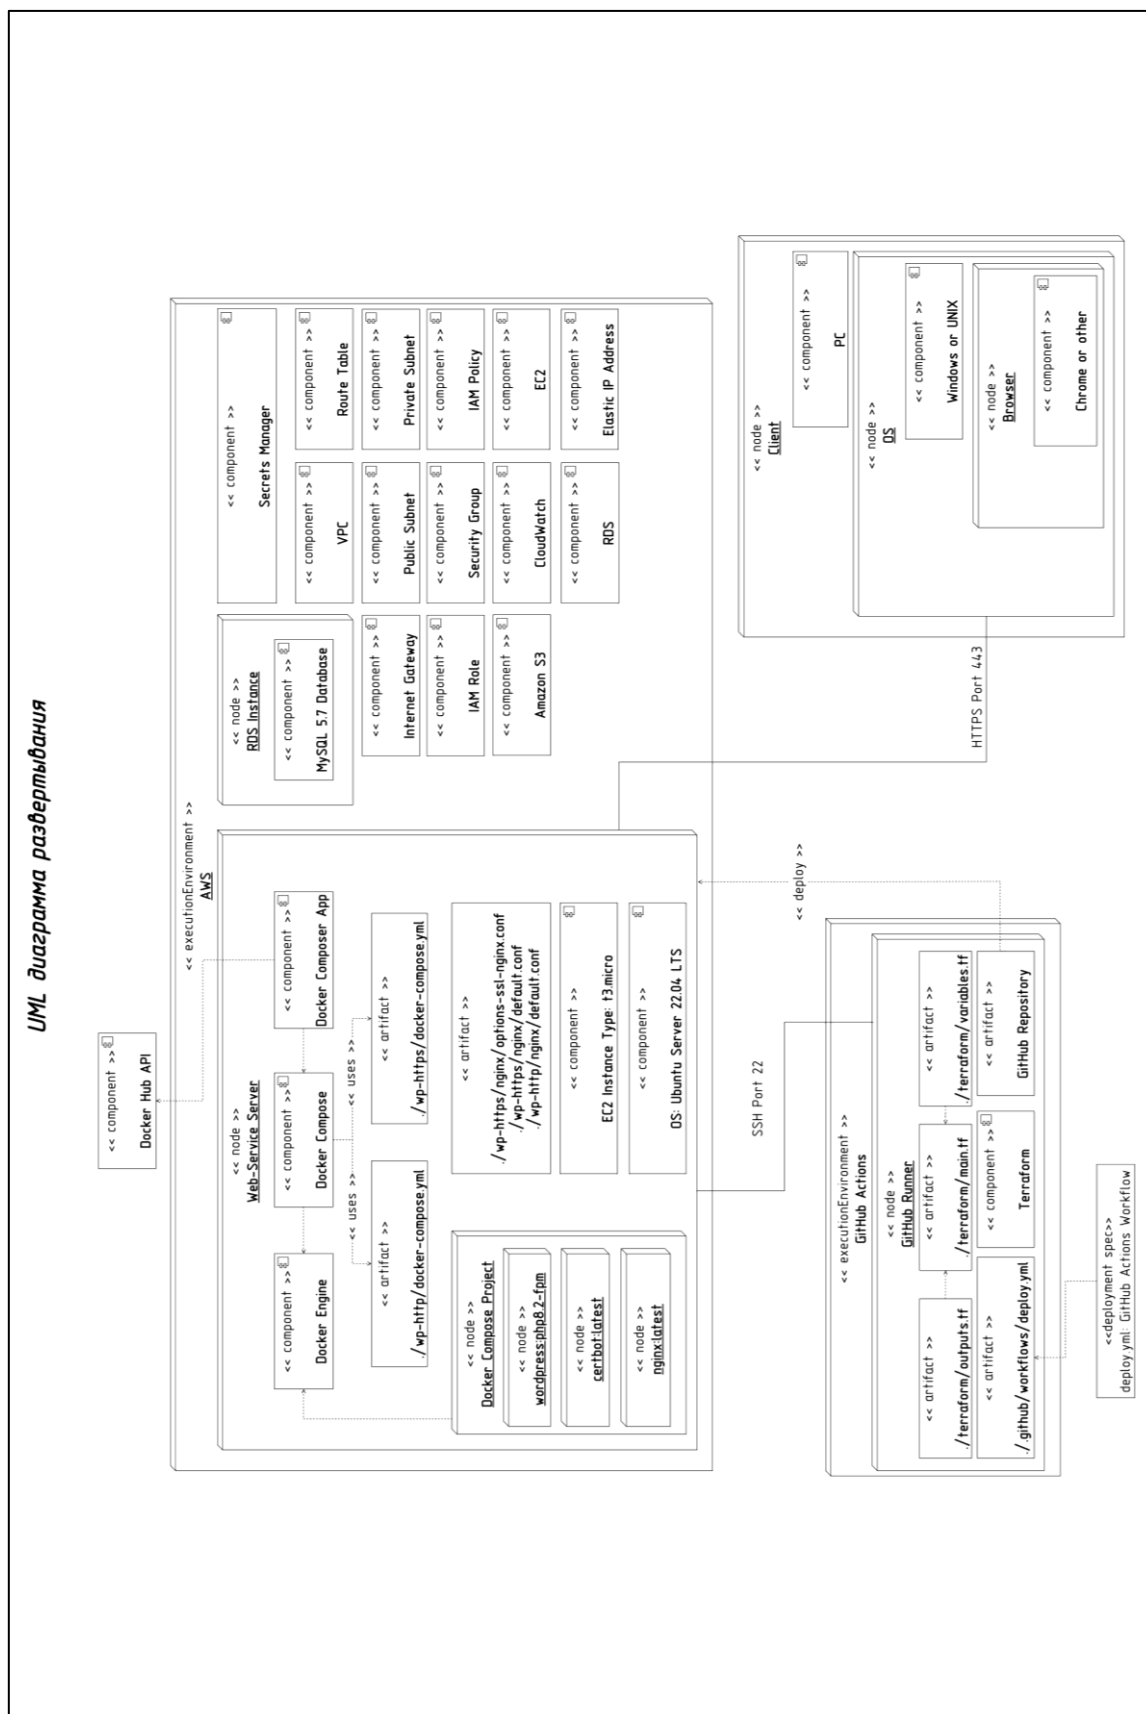 UML диаграмма развертывания
<< component >>
Docker Hub API
<< executionEnvironment >>
AWS
<< node >>
Web-Service Server
<< component >>
Docker Engine
<< component >>
Docker Compose
<< component >>
Docker Composer App
<< uses >>
<< uses >>
<< artifact >>
./wp-http/docker-compose.yml
<< artifact >>
./wp-https/docker-compose.yml
<< node >>
Docker Compose Project
<< node >>
wordpress:php8.2-fpm
<< node >>
certbot:latest
<< node >>
nginx:latest
<< artifact >>
./wp-https/nginx/options-ssl-nginx.conf
./wp-https/nginx/default.conf
./wp-http/nginx/default.conf
<< component >>
EC2 Instance Type: t3.micro
<< component >>
OS: Ubuntu Server 22.04 LTS
<< node >>
RDS Instance
<< component >>
MySQL 5.7 Database
<< component >>
Secrets Manager
<< component >>
VPC
<< component >>
Route Table
<< component >>
Internet Gateway
<< component >>
Public Subnet
<< component >>
Private Subnet
<< component >>
IAM Role
<< component >>
Security Group
<< component >>
IAM Policy
<< component >>
Amazon S3
<< component >>
CloudWatch
<< component >>
EC2
<< component >>
RDS
<< component >>
Elastic IP Address
SSH Port 22
<< deploy >>
HTTPS Port 443
<< executionEnvironment >>
GitHub Actions
<< node >>
GitHub Runner
<< artifact >>
./terraform/outputs.tf
<< artifact >>
./terraform/main.tf
<< artifact >>
./terraform/variables.tf
<< artifact >>
./.github/workflows/deploy.yml
<< component >>
Terraform
<< artifact >>
GitHub Repository
<<deployment spec>>
deploy.yml: GitHub Actions Workflow
<< node >>
Client
<< component >>
PC
<< node >>
OS
<< component >>
Windows or UNIX
<< node >>
Browser
<< component >>
Chrome or other